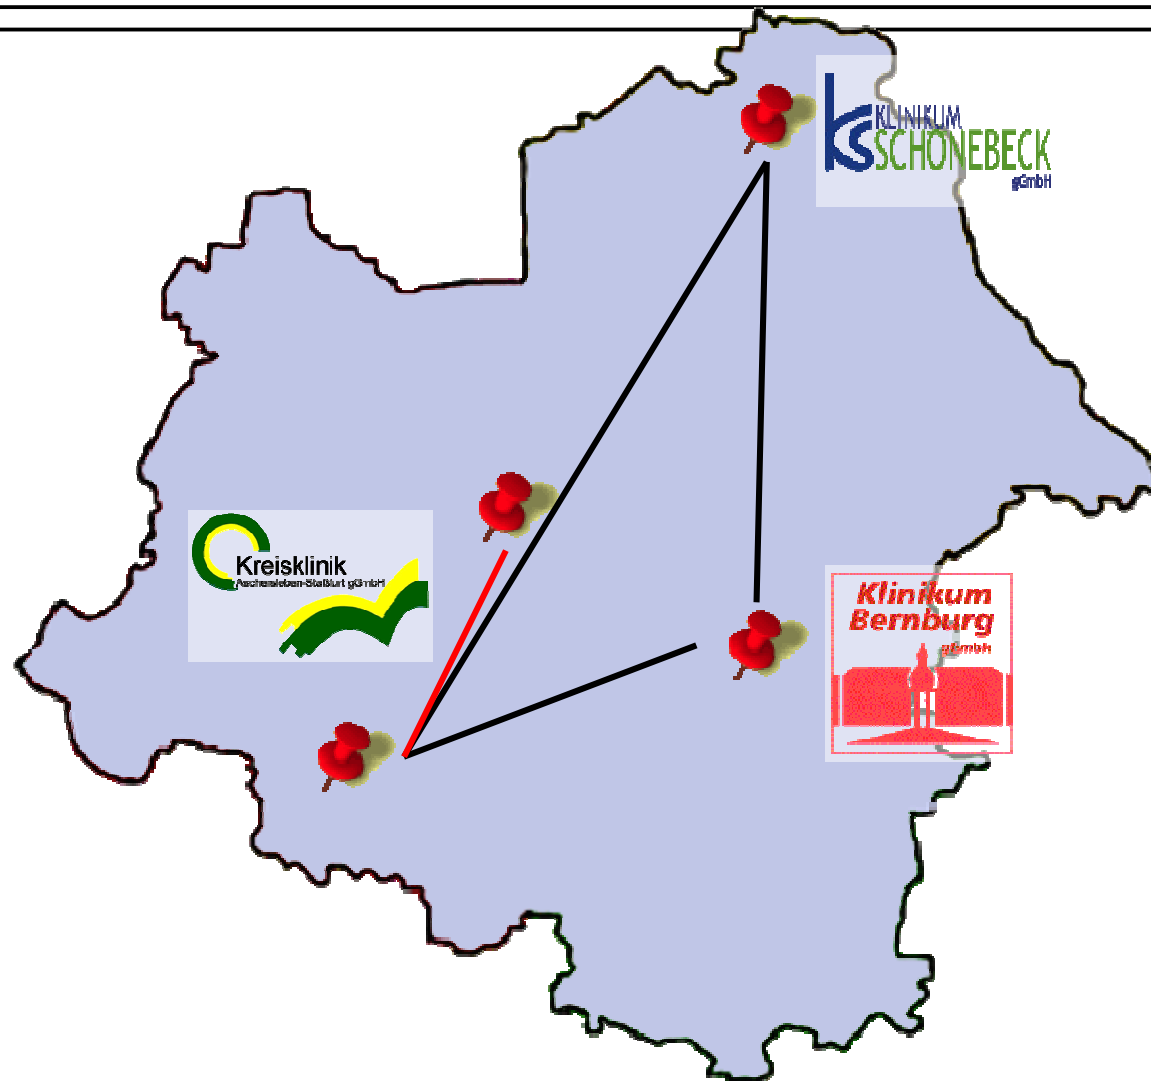 KLINIKUM
SCHÖNEBECK
gGmbH
Kreisklinik
Aschersleben-Staßfurt gGmbH
Klinikum
Bernburg
gGmbh